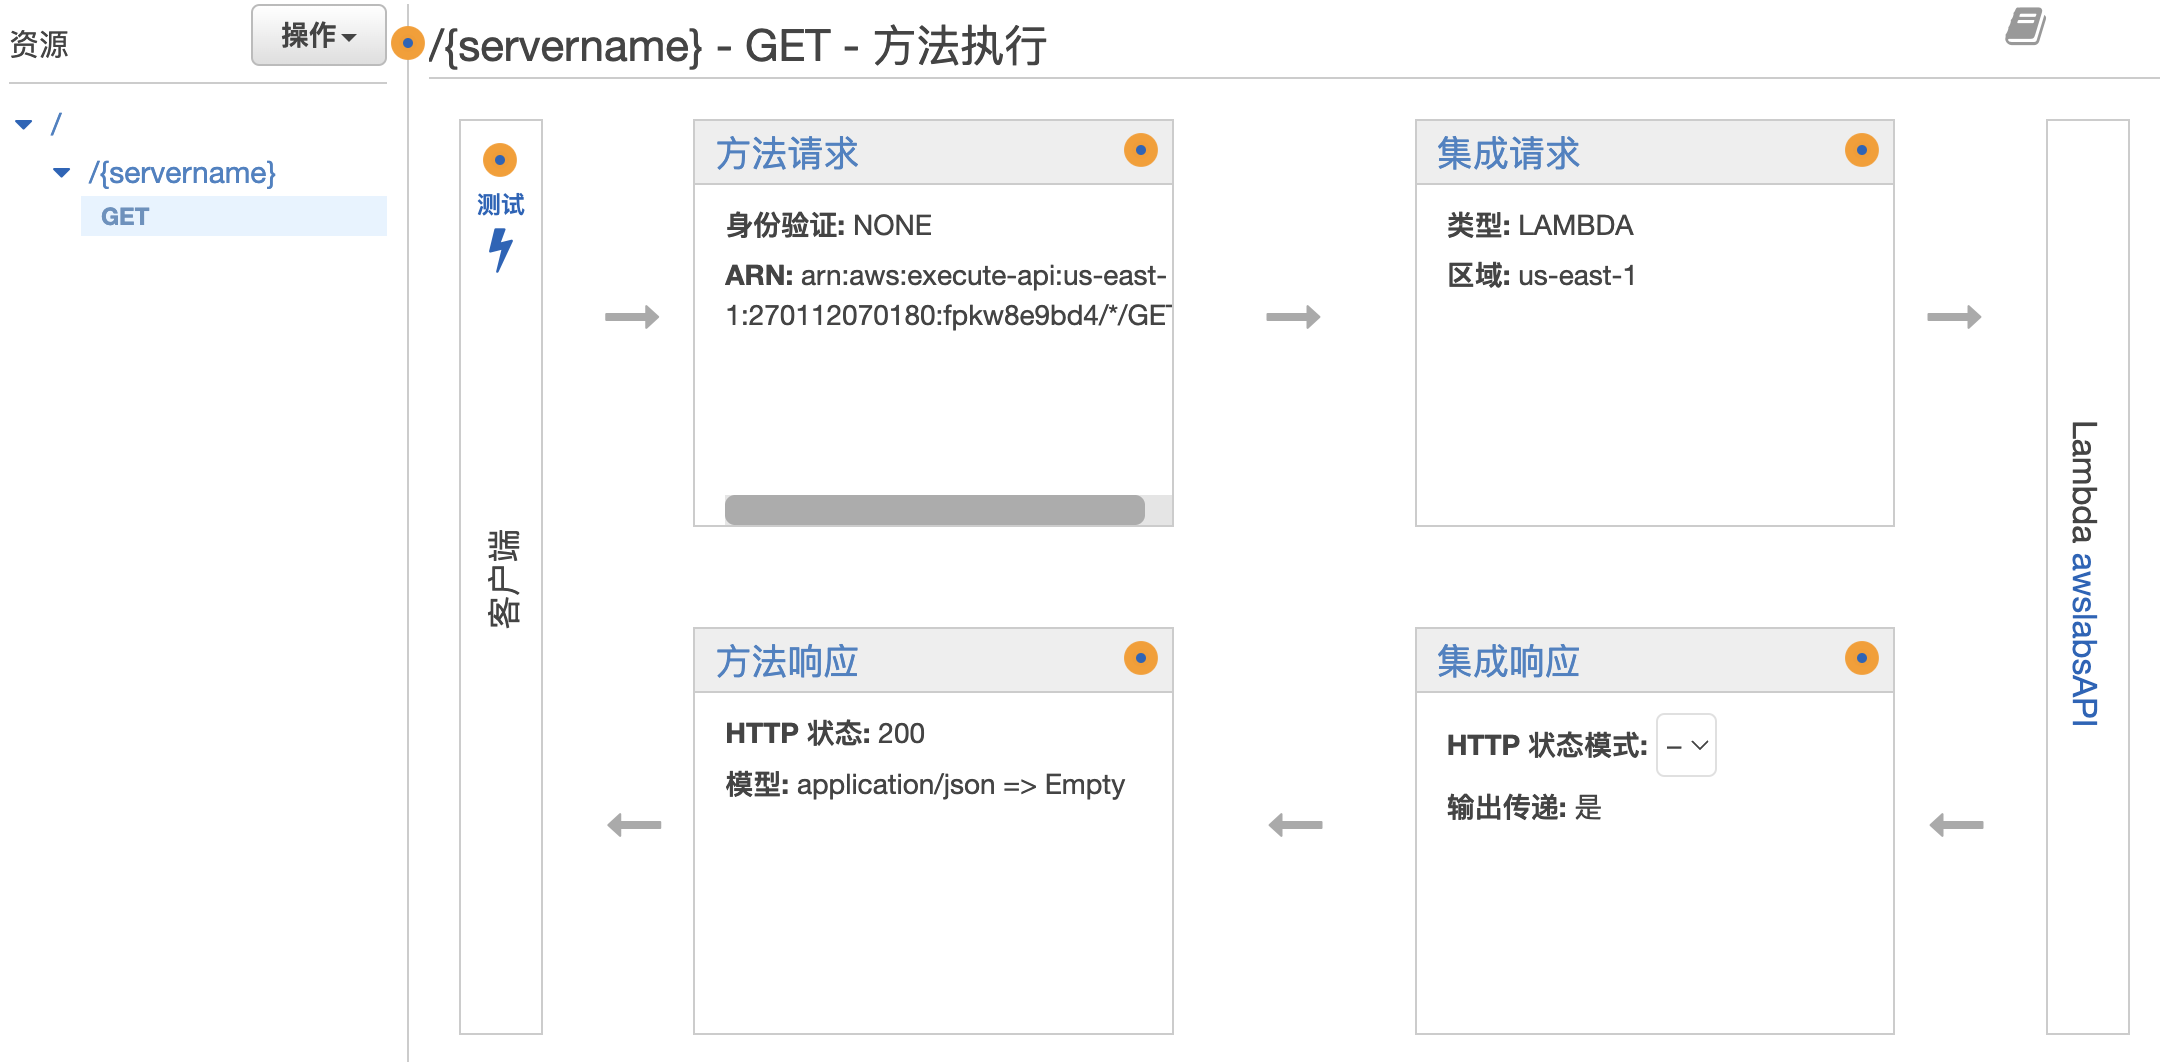 资源
操作
/{servername} - GET - 方法执行
/
/{servername}
GET
测试
客户端
方法请求
身份验证: NONE
ARN: arn:aws:execute-api:us-east-
1:270112070180:fpkw8e9bd4/*/GET
集成请求
类型: LAMBDA
区域: us-east-1
Lambda awslabsAPI
方法响应
HTTP 状态: 200
模型: application/json => Empty
集成响应
HTTP 状态模式: –
输出传递: 是